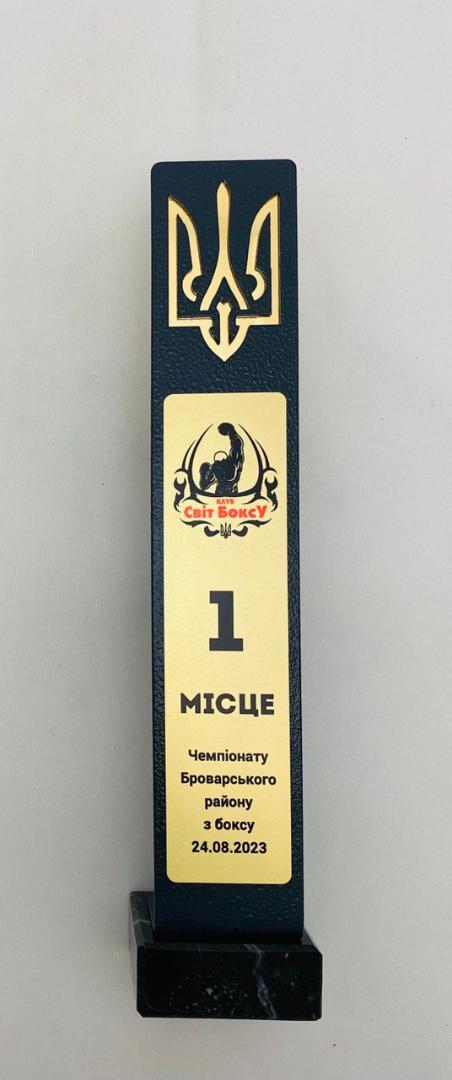 КЛУБ
Світ БоксУ
1
МІСЦЕ
Чемпіонату
Броварського
району
з боксу
24.08.2023